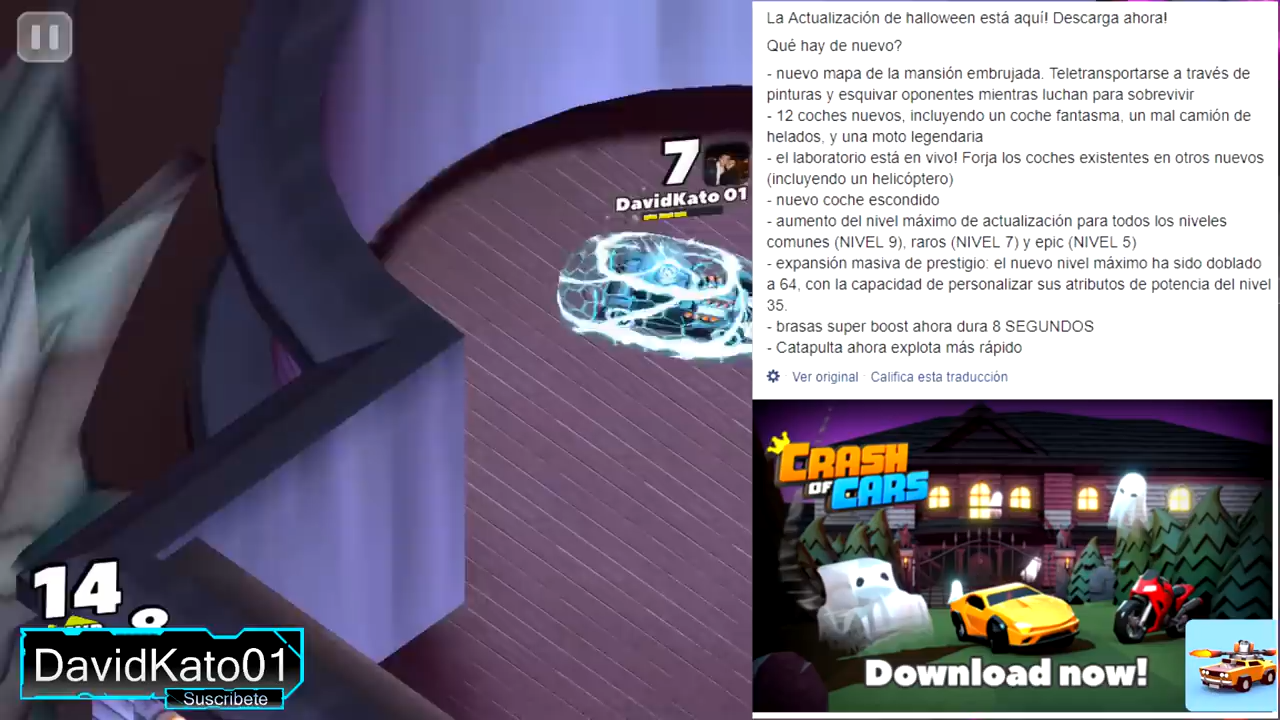 La Actualización de halloween está aquí! Descarga ahora!
Qué hay de nuevo?
- nuevo mapa de la mansión embrujada. Teletransportarse a través de
pinturas y esquivar oponentes mientras luchan para sobrevivir
- 12 coches nuevos, incluyendo un coche fantasma, un mal camión de
helados, y una moto legendaria
- el laboratorio está en vivo! Forja los coches existentes en otros nuevos
(incluyendo un helicóptero)
- nuevo coche escondido
- aumento del nivel máximo de actualización para todos los niveles
comunes (NIVEL 9), raros (NIVEL 7) y epic (NIVEL 5)
- expansión masiva de prestigio: el nuevo nivel máximo ha sido doblado
a 64, con la capacidad de personalizar sus atributos de potencia del nivel
35.
- brasas super boost ahora dura 8 SEGUNDOS
- Catapulta ahora explota más rápido
Ver original · Califica esta traducción
7
DavidKato 01
CRASH
OF CARS
Download now!
14
DavidKato01
Suscribete